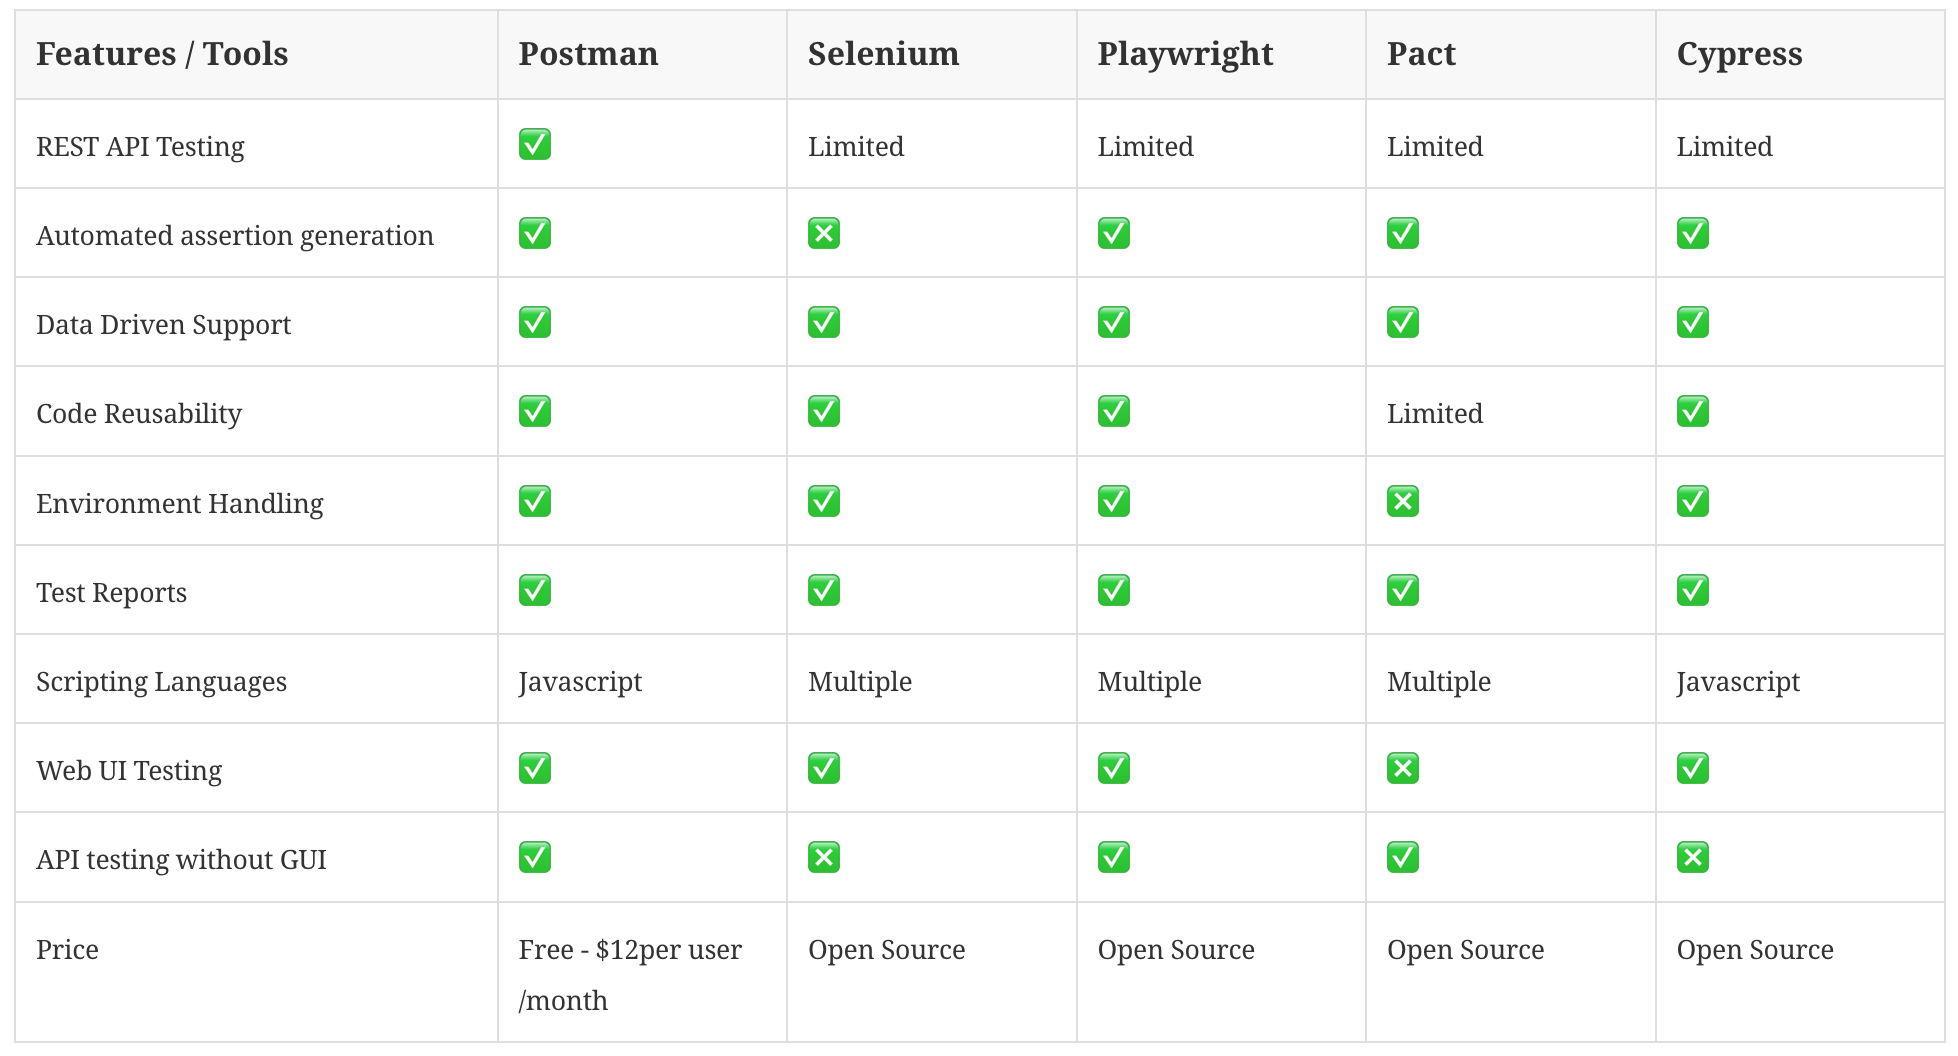 Features / Tools Postman Selenium Playwright Pact Cypress
REST API Testing ✅ Limited Limited Limited Limited
Automated assertion generation ✅ ❎ ✅ ✅ ✅
Data Driven Support ✅ ✅ ✅ ✅ ✅
Code Reusability ✅ ✅ ✅ Limited ✅
Environment Handling ✅ ✅ ✅ ❎ ✅
Test Reports ✅ ✅ ✅ ✅ ✅
Scripting Languages Javascript Multiple Multiple Multiple Javascript
Web UI Testing ✅ ✅ ✅ ❎ ✅
API testing without GUI ✅ ❎ ✅ ✅ ❎
Price Free - $12per user Open Source Open Source Open Source Open Source
/month